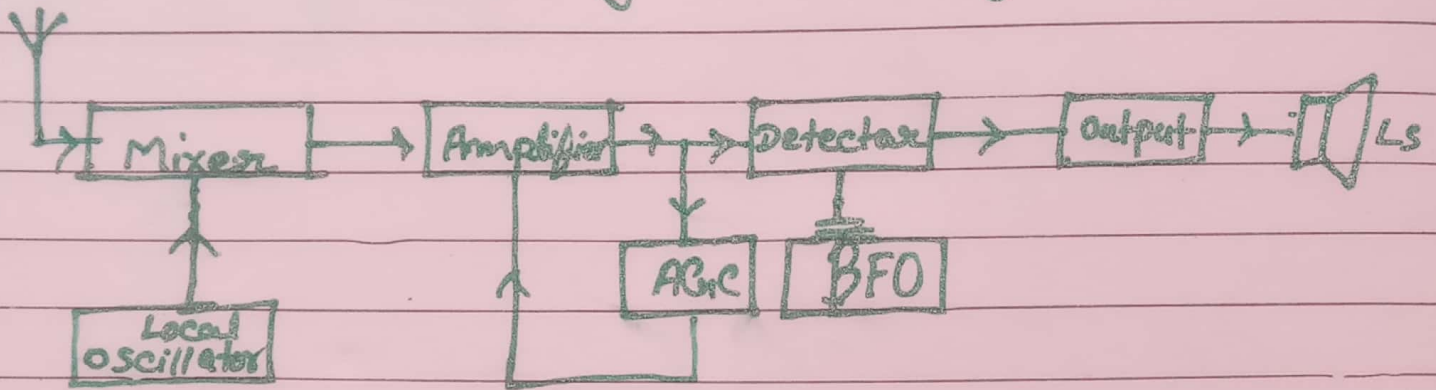 Mixer
Amplifier
Detector
Output
Ls
AGC
BFO
Local
oscillator